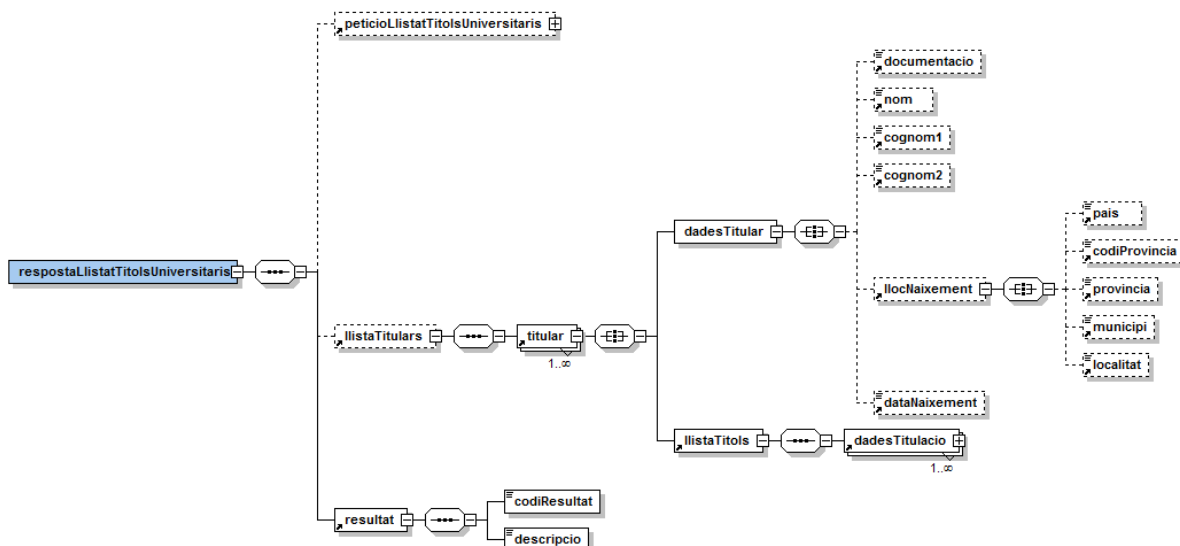 peticioLlistatTitolsUniversitaris
documentacio
nom
cognom1
cognom2
pais
dadesTitular
codiProvincia
respostaLlistatTitolsUniversitaris
llocNaixement
provincia
municipi
llistaTitulars
titular
1..∞
localitat
dataNaixement
llistaTitols
dadesTitulacio
1..∞
codiResultat
resultat
descripcio